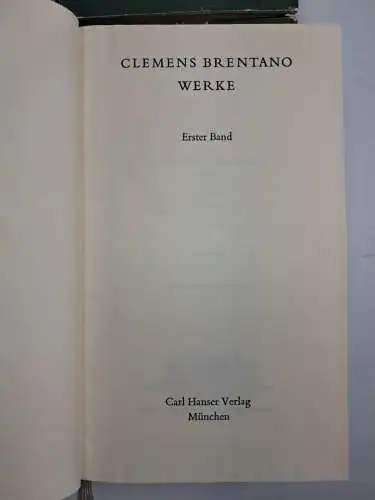 CLEMENS BRENTANO
WERKE
Erster Band
Carl Hanser Verlag
München